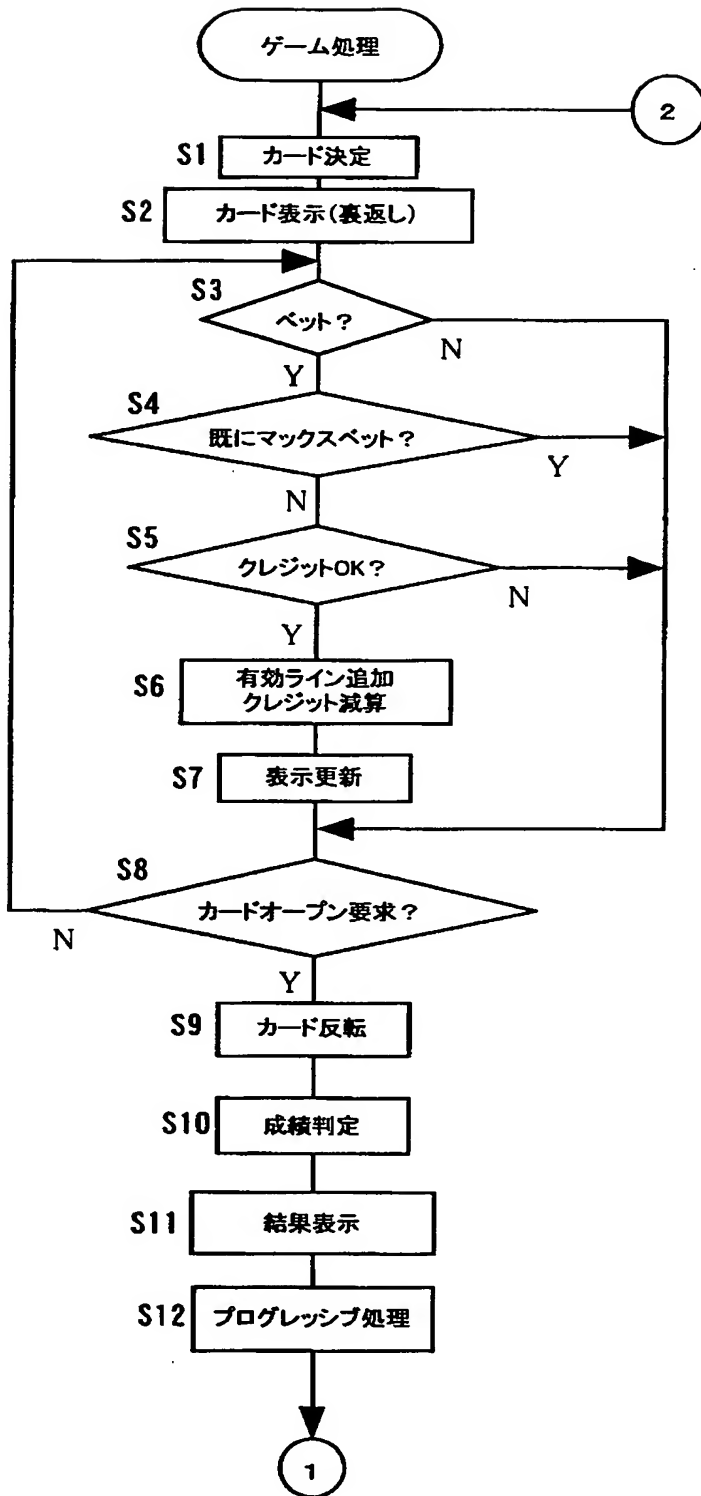 ゲーム処理
2
S1
カード決定
S2
カード表示(裏返し)
S3
ベット?
N
Y
S4
既にマックスベット?
Y
N
S5
クレジットOK?
N
Y
S6
有効ライン追加
クレジット減算
S7
表示更新
S8
カードオープン要求?
N
Y
S9
カード反転
S10
成績判定
S11
結果表示
S12
プログレッシブ処理
1